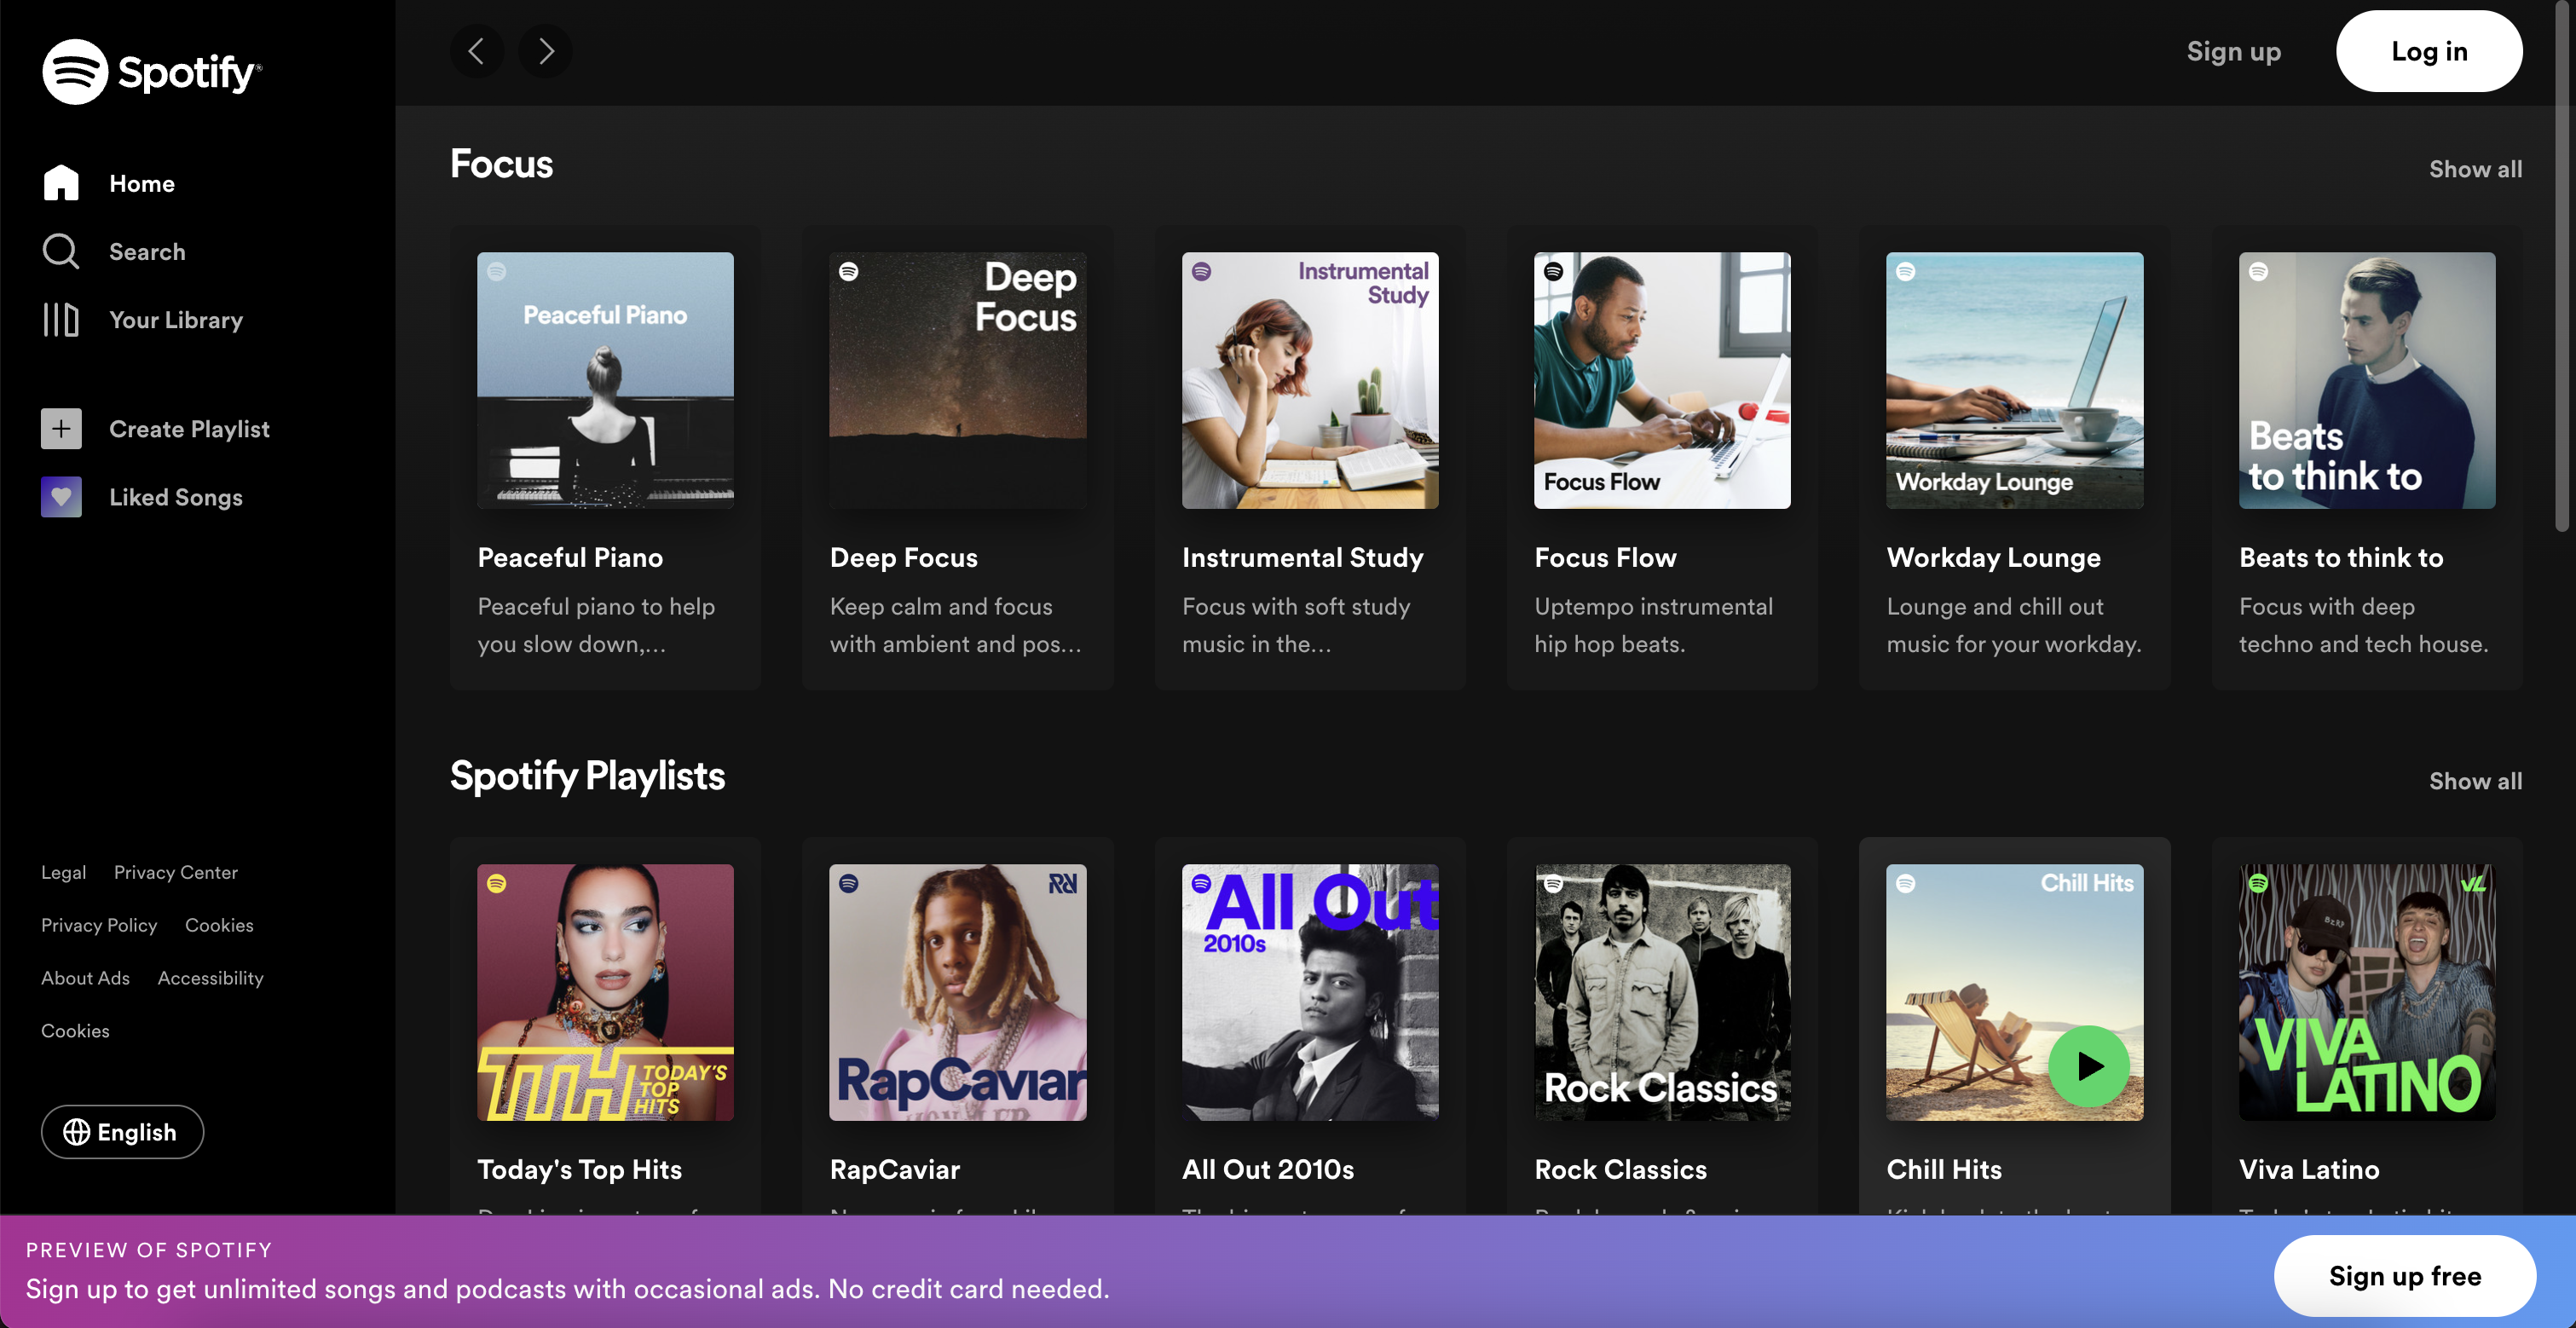 Spotify
Home
Search
Your Library
Create Playlist
Liked Songs
Legal Privacy Center
Privacy Policy Cookies
About Ads Accessibility
Cookies
English
Sign up Log in
Focus Show all
Peaceful Piano
Deep
Focus
Instrumental
Study
Focus Flow
Workday Lounge
Beats
to think to
Peaceful Piano
Peaceful piano to help
you slow down,...
Deep Focus
Keep calm and focus
with ambient and pos...
Instrumental Study
Focus with soft study
music in the...
Focus Flow
Uptempo instrumental
hip hop beats.
Workday Lounge
Lounge and chill out
music for your workday.
Beats to think to
Focus with deep
techno and tech house.
Spotify Playlists Show all
TTH
TODAY'S
TOP
HITS
RapCaviar
All Out
2010s
Rock Classics
Chill Hits
VL
VIVA
LATINO
Today's Top Hits
RapCaviar
All Out 2010s
Rock Classics
Chill Hits
Viva Latino
PREVIEW OF SPOTIFY
Sign up to get unlimited songs and podcasts with occasional ads. No credit card needed.
Sign up free